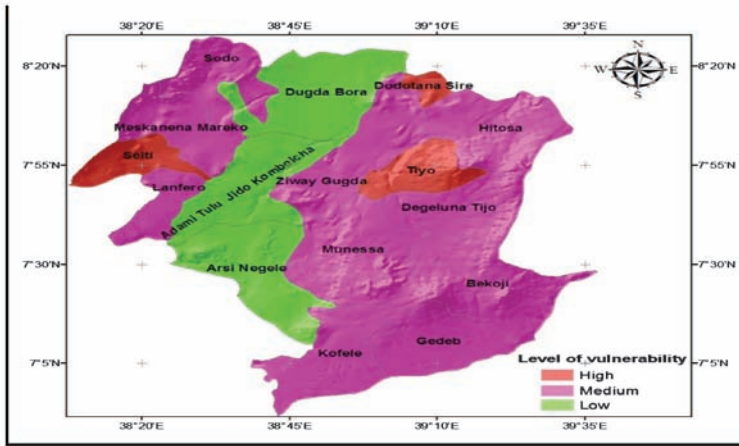 38°20'E 38°45'E 39°10'E 39°35'E
8°20'N 8°20'N
7°55'N 7°55'N
7°30'N 7°30'N
7°5'N 7°5'N
38°20'E 38°45'E 39°10'E 39°35'E
N
W E
S
Sodo
Dugda Bora
Dodotana Sire
Meskanena Mareko
Hitosa
Seiti
Tiyo
Lanfero
Ziway Gugda
Adami Tulu Jido Kombolcha
Degeluna Tijo
Munessa
Arsi Negele
Bekoji
Gedeb
Kofele
Level of vulnerability
High
Medium
Low